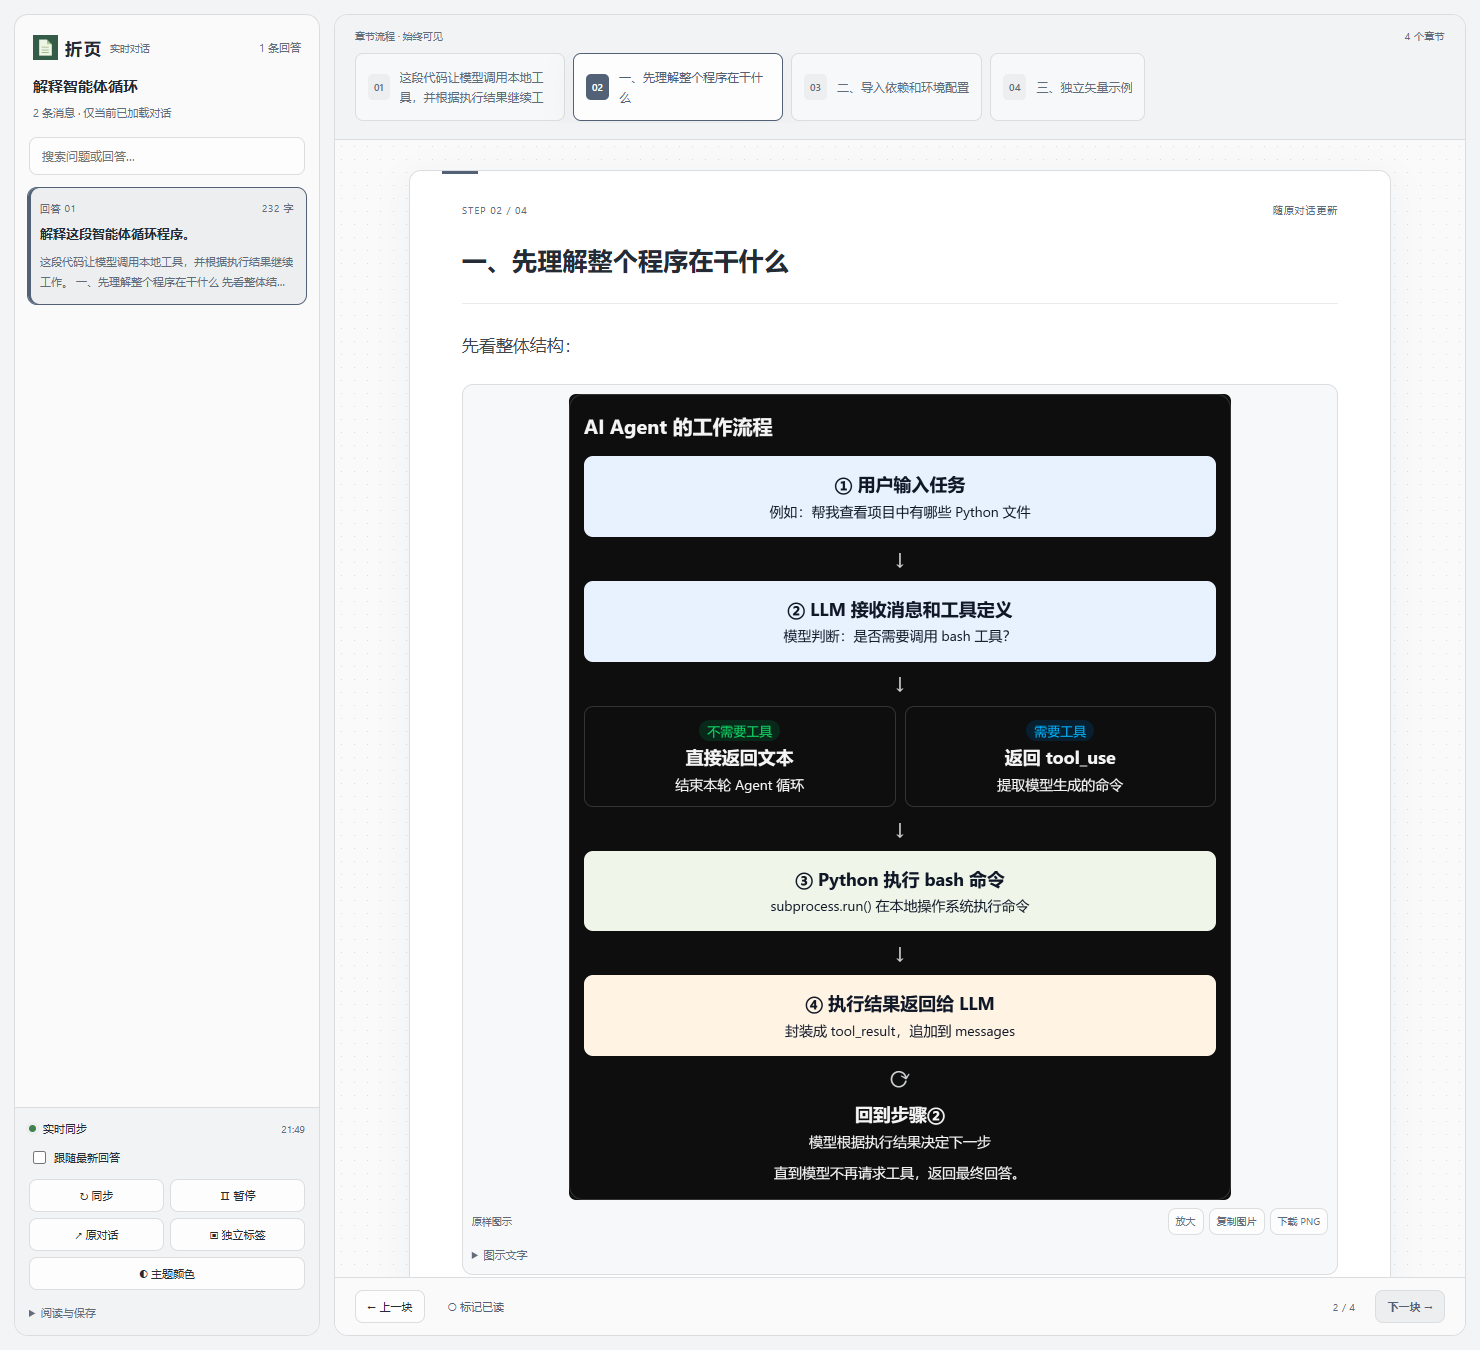 折页 实时对话 1 条回答
解释智能体循环
2 条消息 · 仅当前已加载对话
搜索问题或回答...
回答 01 232 字
解释这段智能体循环程序。
这段代码让模型调用本地工具，并根据执行结果继续
工作。 一、先理解整个程序在干什么 先看整体结...
实时同步 21:49
跟随最新回答
↻ 同步
⏸ 暂停
↗ 原对话
▣ 独立标签
◐ 主题颜色
▶ 阅读与保存
章节流程 · 始终可见 4 个章节
01 这段代码让模型调用本地工
具，并根据执行结果继续工
02 一、先理解整个程序在干什
么
03 二、导入依赖和环境配置
04 三、独立矢量示例
STEP 02 / 04 随原对话更新
一、先理解整个程序在干什么
先看整体结构：
AI Agent 的工作流程
① 用户输入任务
例如：帮我查看项目中有哪些 Python 文件
↓
② LLM 接收消息和工具定义
模型判断：是否需要调用 bash 工具？
↓
不需要工具
直接返回文本
结束本轮 Agent 循环
需要工具
返回 tool_use
提取模型生成的命令
↓
③ Python 执行 bash 命令
subprocess.run() 在本地操作系统执行命令
↓
④ 执行结果返回给 LLM
封装成 tool_result，追加到 messages
⟳
回到步骤②
模型根据执行结果决定下一步
直到模型不再请求工具，返回最终回答。
原样图示 放大 复制图片 下载 PNG
▶ 图示文字
← 上一块 ○ 标记已读 2 / 4 下一块 →